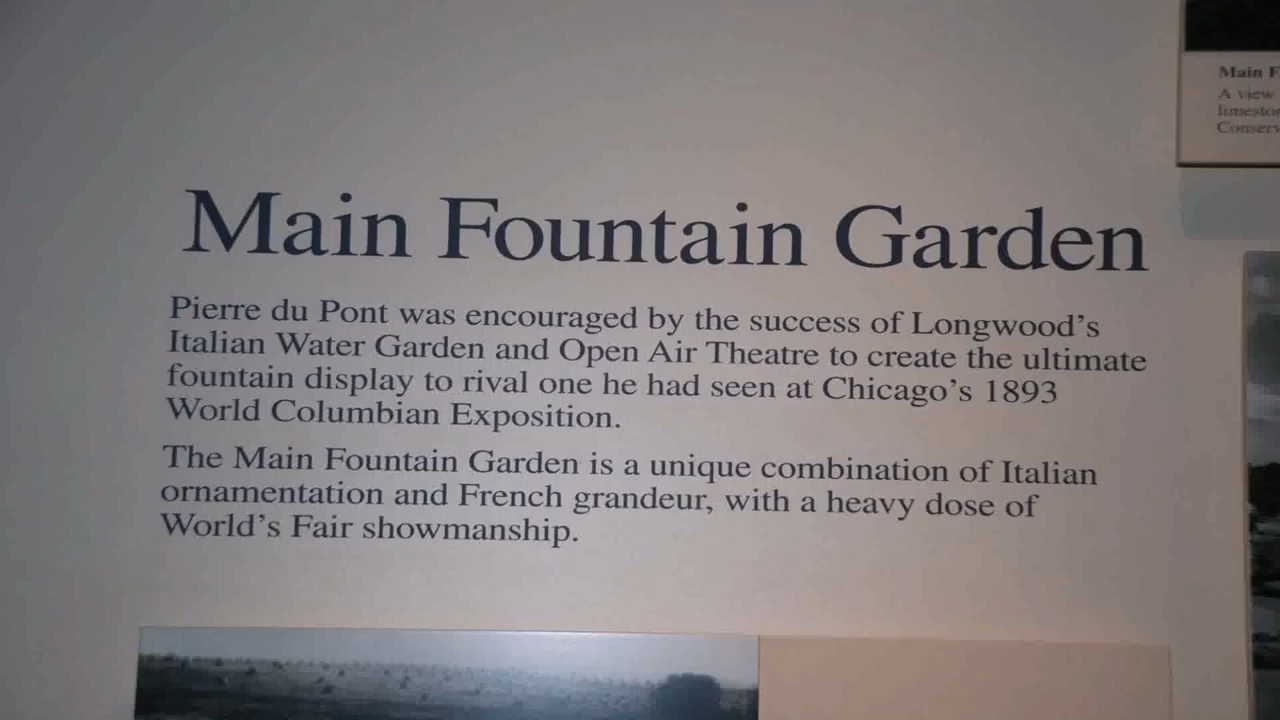 Main Fountain Garden
Pierre du Pont was encouraged by the success of Longwood's
Italian Water Garden and Open Air Theatre to create the ultimate
fountain display to rival one he had seen at Chicago's 1893
World Columbian Exposition.
The Main Fountain Garden is a unique combination of Italian
ornamentation and French grandeur, with a heavy dose of
World's Fair showmanship.
Main
A view